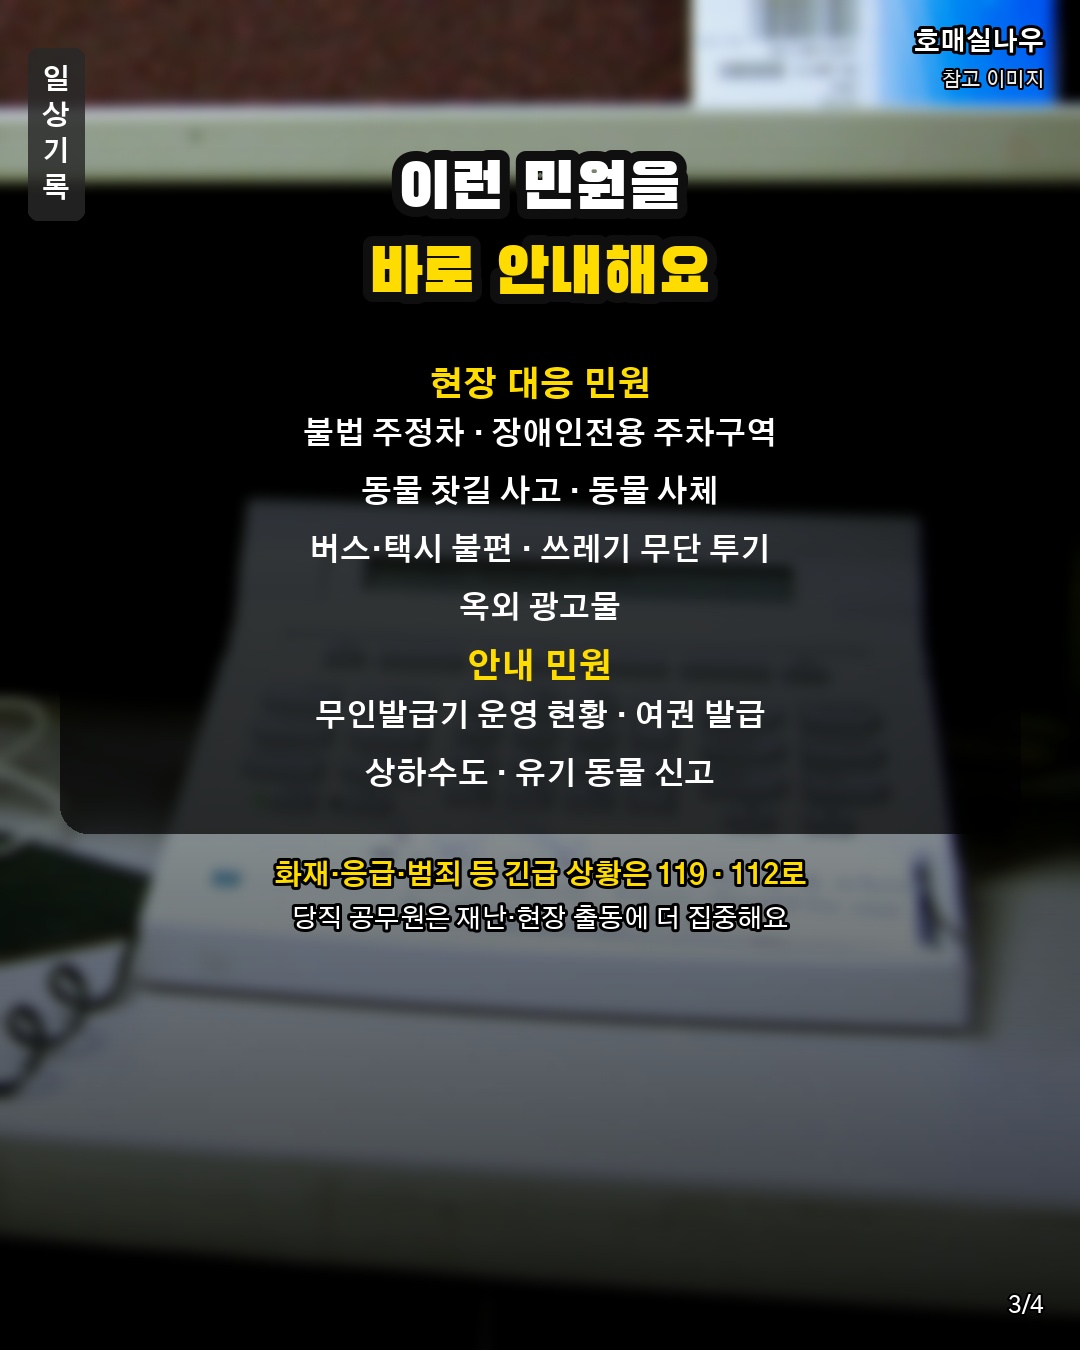 호매실나우
참고 이미지
일상기록
이런 민원을
바로 안내해요
현장 대응 민원
불법 주정차 · 장애인전용 주차구역
동물 찻길 사고 · 동물 사체
버스·택시 불편 · 쓰레기 무단 투기
옥외 광고물
안내 민원
무인발급기 운영 현황 · 여권 발급
상하수도 · 유기 동물 신고
화재·응급·범죄 등 긴급 상황은 119 · 112로
당직 공무원은 재난·현장 출동에 더 집중해요
3/4